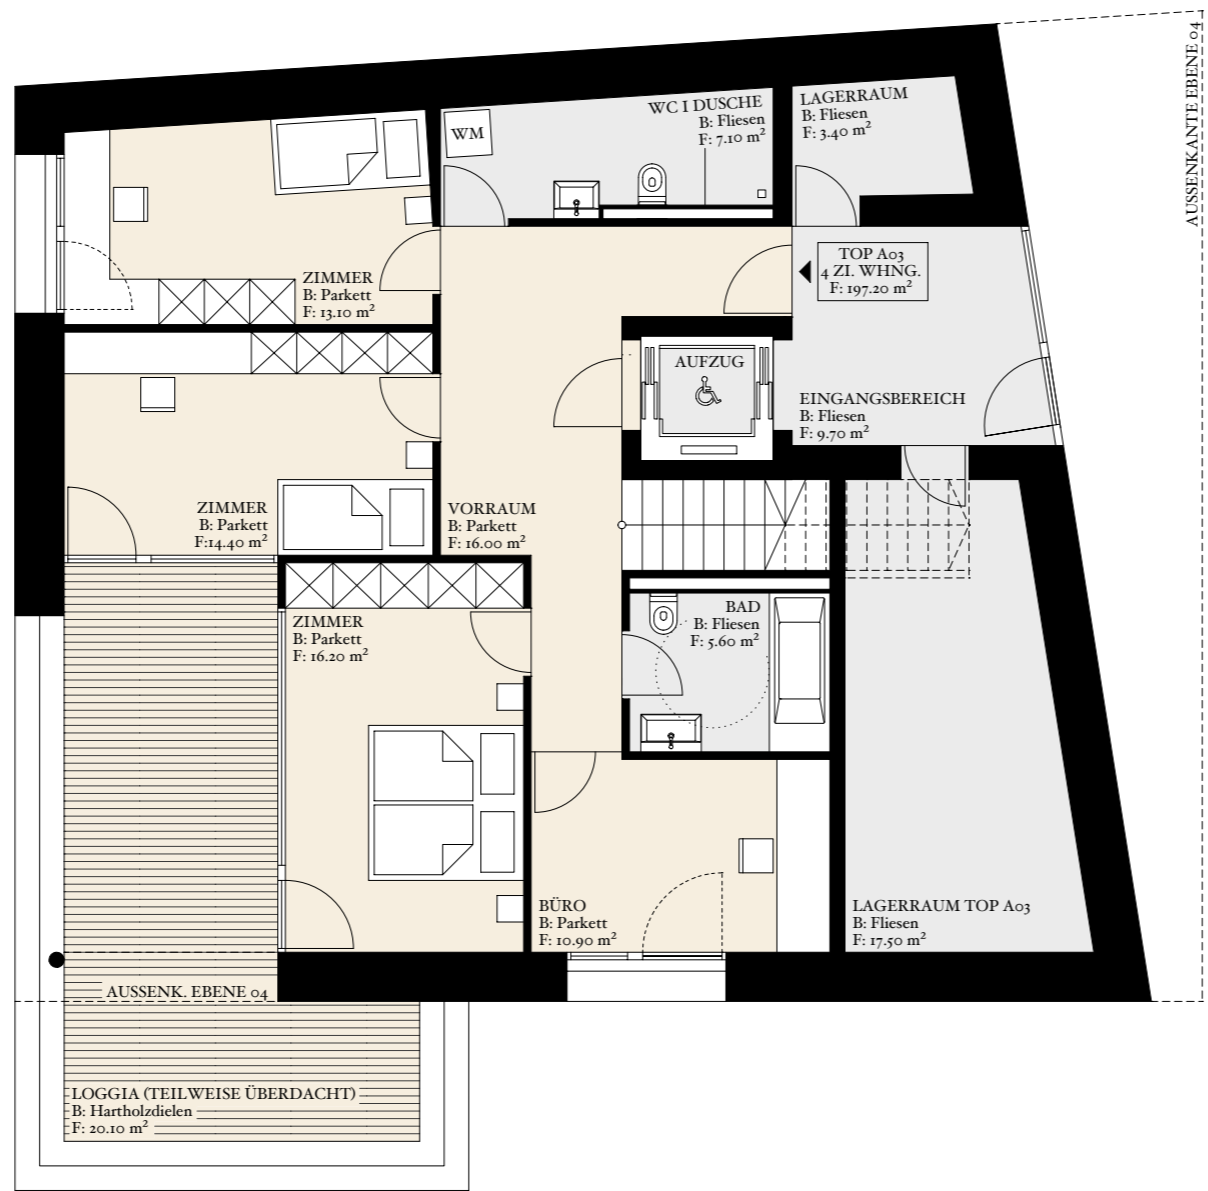 AUSSENKANTE EBENE 04
WM
WC I DUSCHE
B: Fliesen
F: 7.10 m²
LAGERRAUM
B: Fliesen
F: 3.40 m²
ZIMMER
B: Parkett
F: 13.10 m²
TOP A03
4 ZI. WHNG.
F: 197.20 m²
AUFZUG
EINGANGSBEREICH
B: Fliesen
F: 9.70 m²
ZIMMER
B: Parkett
F:14.40 m²
VORRAUM
B: Parkett
F: 16.00 m²
ZIMMER
B: Parkett
F: 16.20 m²
BAD
B: Fliesen
F: 5.60 m²
BÜRO
B: Parkett
F: 10.90 m²
LAGERRAUM TOP A03
B: Fliesen
F: 17.50 m²
AUSSENK. EBENE 04
LOGGIA (TEILWEISE ÜBERDACHT)
B: Hartholzdielen
F: 20.10 m²